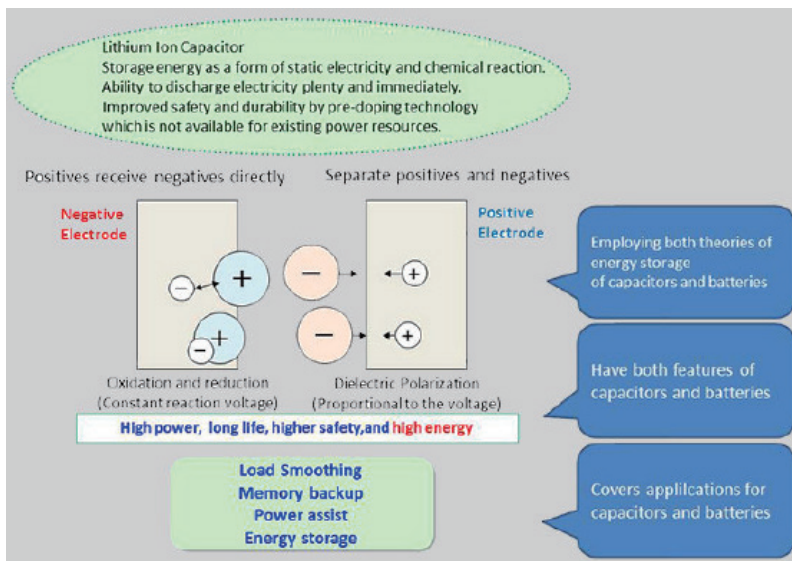 Lithium Ion Capacitor
Storage energy as a form of static electricity and chemical reaction.
Ability to discharge electricity plenty and immediately.
Improved safety and durability by pre-doping technology
which is not available for existing power resources.
Positives receive negatives directly
Separate positives and negatives
Negative
Electrode
Positive
Electrode
−
+
−
+
−
+
−
+
Oxidation and reduction
(Constant reaction voltage)
Dielectric Polarization
(Proportional to the voltage)
High power, long life, higher safety,and high energy
Load Smoothing
Memory backup
Power assist
Energy storage
Employing both theories of
energy storage
of capacitors and batteries
Have both features of
capacitors and batteries
Covers applilcations for
capacitors and batteries